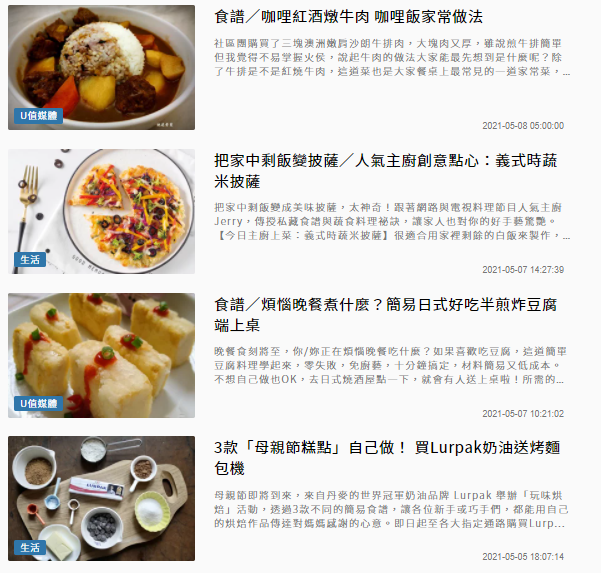 食譜／咖哩紅酒燉牛肉 咖哩飯家常做法
社區團購買了三塊澳洲嫩肩沙朗牛排肉，大塊肉又厚，雖說煎牛排簡單
但我覺得不易掌握火侯，說起牛肉的做法大家能最先想到是什麼呢？除
了牛排是不是紅燒牛肉，這道菜也是大家餐桌上最常見的一道家常菜，...
U值媒體
2021-05-08 05:00:00
把家中剩飯變披薩／人氣主廚創意點心：義式時蔬
米披薩
把家中剩飯變成美味披薩，太神奇！跟著網路與電視料理節目人氣主廚
Jerry，傳授私藏食譜與蔬食料理祕訣，讓家人也對你的好手藝驚艷。
【今日主廚上菜：義式時蔬米披薩】很適合用家裡剩餘的白飯來製作，...
生活
2021-05-07 14:27:39
食譜／煩惱晚餐煮什麼？簡易日式好吃半煎炸豆腐
端上桌
晚餐食刻將至，你/妳正在煩惱晚餐吃什麼？如果喜歡吃豆腐，這道簡單
豆腐料理學起來，零失敗，免廚藝，十分鐘搞定，材料簡易又低成本。
不想自己做也OK，去日式燒酒屋點一下，就會有人送上桌啦！所需的...
U值媒體
2021-05-07 10:21:02
3款「母親節糕點」自己做！ 買Lurpak奶油送烤麵
包機
母親節即將到來，來自丹麥的世界冠軍奶油品牌 Lurpak 舉辦「玩味烘
焙」活動，透過3款不同的簡易食譜，讓各位新手或巧手們，都能用自己
的烘焙作品傳達對媽媽感謝的心意。即日起至各大指定通路購買Lurp...
生活
2021-05-05 18:07:14